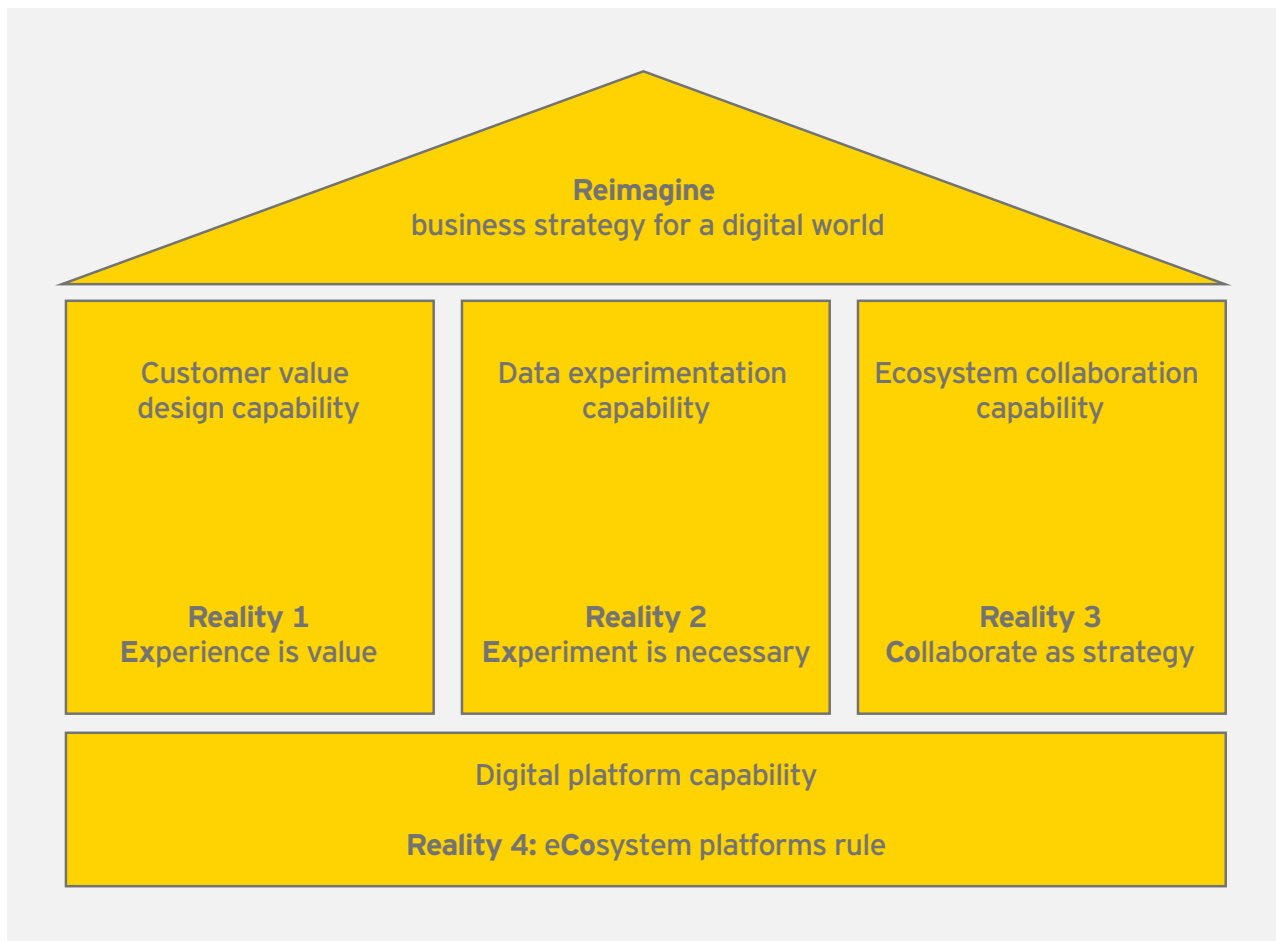 Reimagine
business strategy for a digital world
Customer value
design capability
Reality 1
Experience is value
Data experimentation
capability
Reality 2
Experiment is necessary
Ecosystem collaboration
capability
Reality 3
Collaborate as strategy
Digital platform capability
Reality 4: eCosystem platforms rule